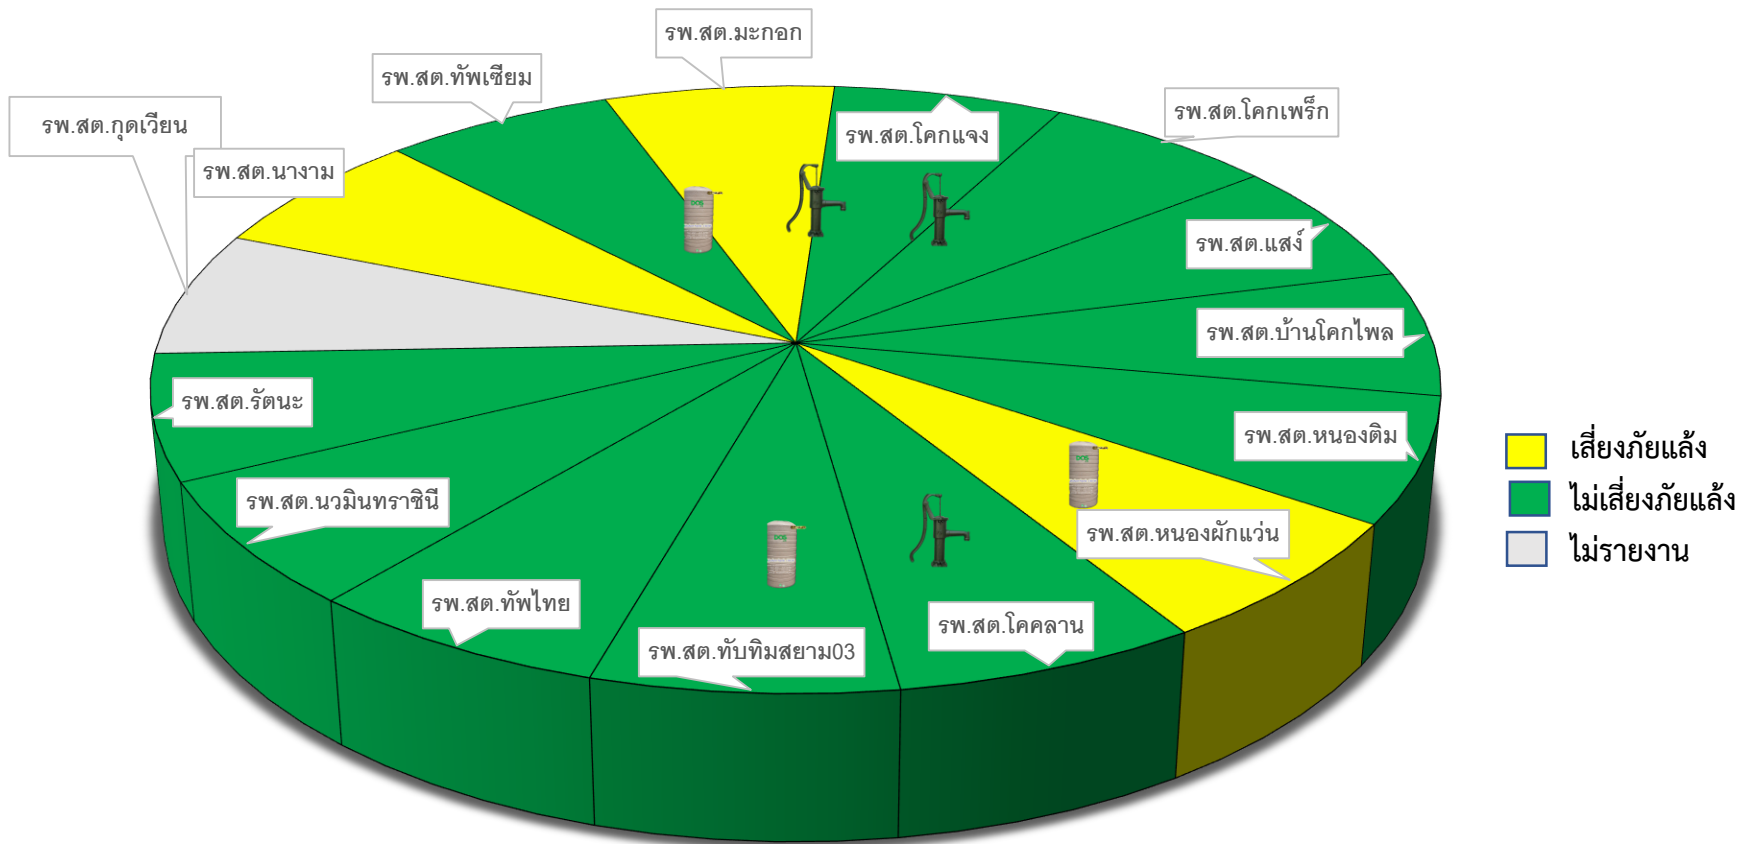 รพ.สต.มะกอก
รพ.สต.ทัพเซียม
รพ.สต.โคกเพร็ก
รพ.สต.กุดเวียน
รพ.สต.โคกแจง
รพ.สต.นางาม
รพ.สต.แสง์
รพ.สต.บ้านโคกไพล
รพ.สต.รัตนะ
รพ.สต.หนองติม
เสี่ยงภัยแล้ง
รพ.สต.นวมินทราชินี
ไม่เสี่ยงภัยแล้ง
รพ.สต.หนองผักแว่น
ไม่รายงาน
รพ.สต.ทัพไทย
รพ.สต.โคคลาน
รพ.สต.ทับทิมสยาม03